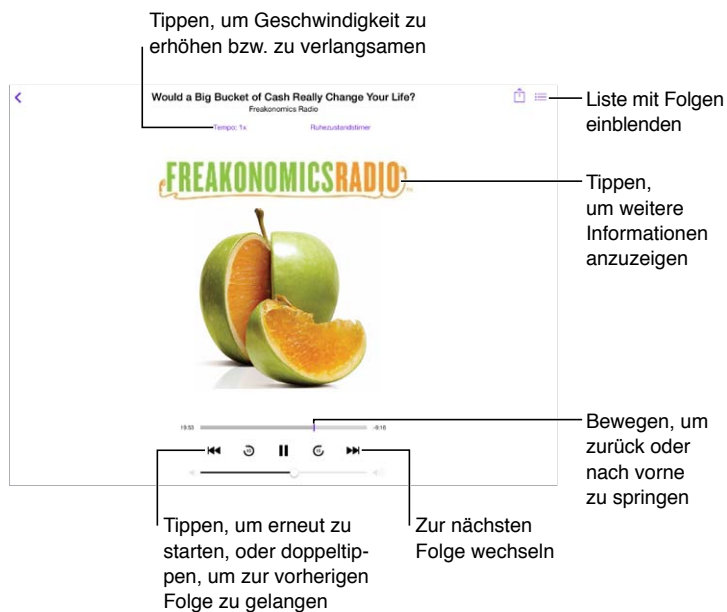 Tippen, um Geschwindigkeit zu
erhöhen bzw. zu verlangsamen
Would a Big Bucket of Cash Really Change Your Life?
Freakonomics Radio
Tempo: 1x
Ruhezustandstimer
Liste mit Folgen
einblenden
FREAKONOMICSRADIO
Tippen,
um weitere
Informationen
anzuzeigen
19:53
-9:16
15
15
Bewegen, um
zurück oder
nach vorne
zu springen
Tippen, um erneut zu
starten, oder doppeltip-
pen, um zur vorherigen
Folge zu gelangen
Zur nächsten
Folge wechseln